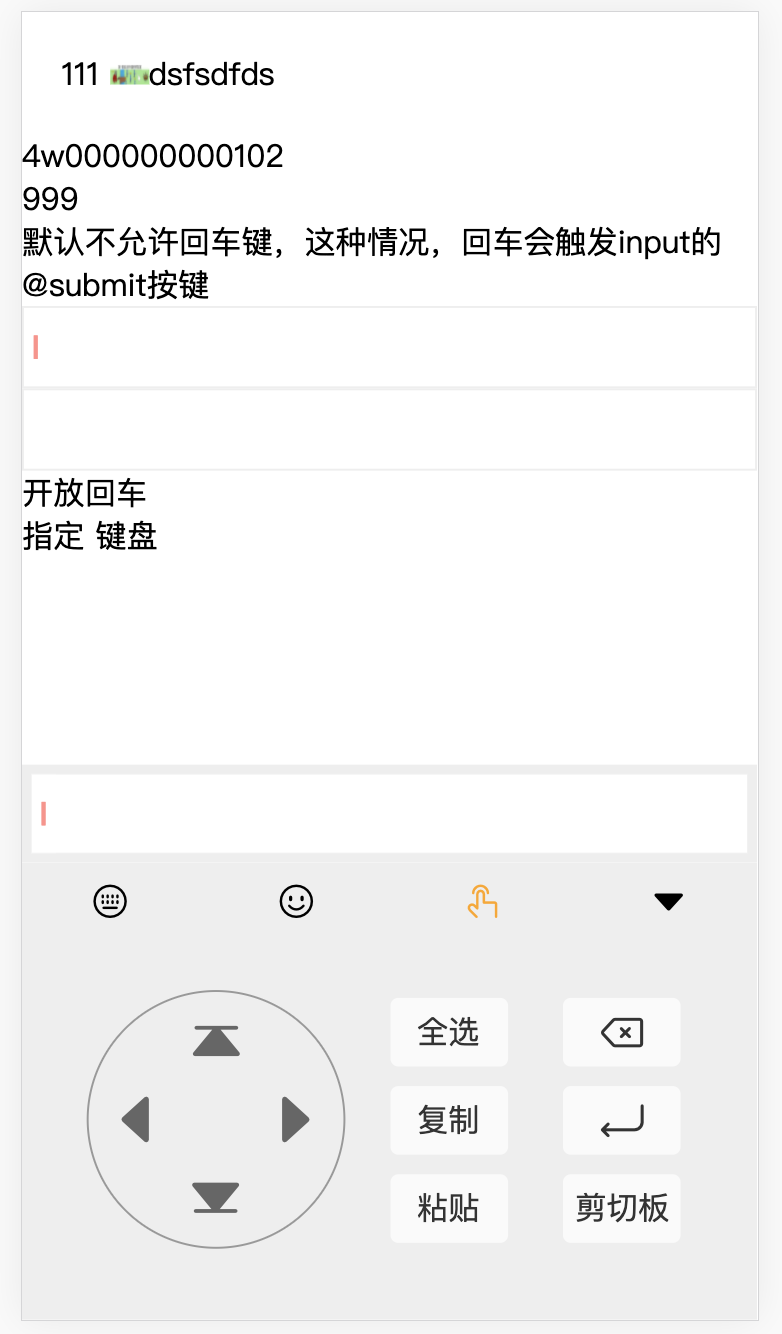 111 dsfsdfds
4w000000000102
999
默认不允许回车键，这种情况，回车会触发input的
@submit按键
开放回车
指定 键盘
全选
复制
粘贴
剪切板